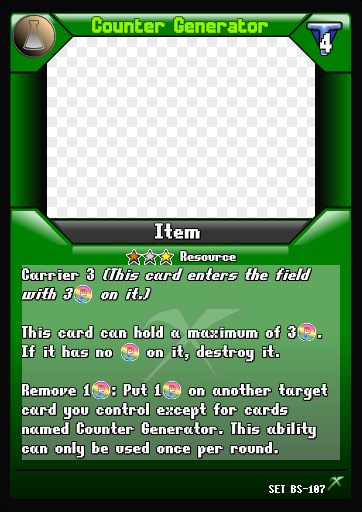 Counter Generator
4
Item
Resource
Carrier 3 (This card enters the field
with 3 P on it.)
This card can hold a maximum of 3 P.
If it has no P on it, destroy it.
Remove 1 P: Put 1 P on another target
card you control except for cards
named Counter Generator. This ability
can only be used once per round.
SET BS-107